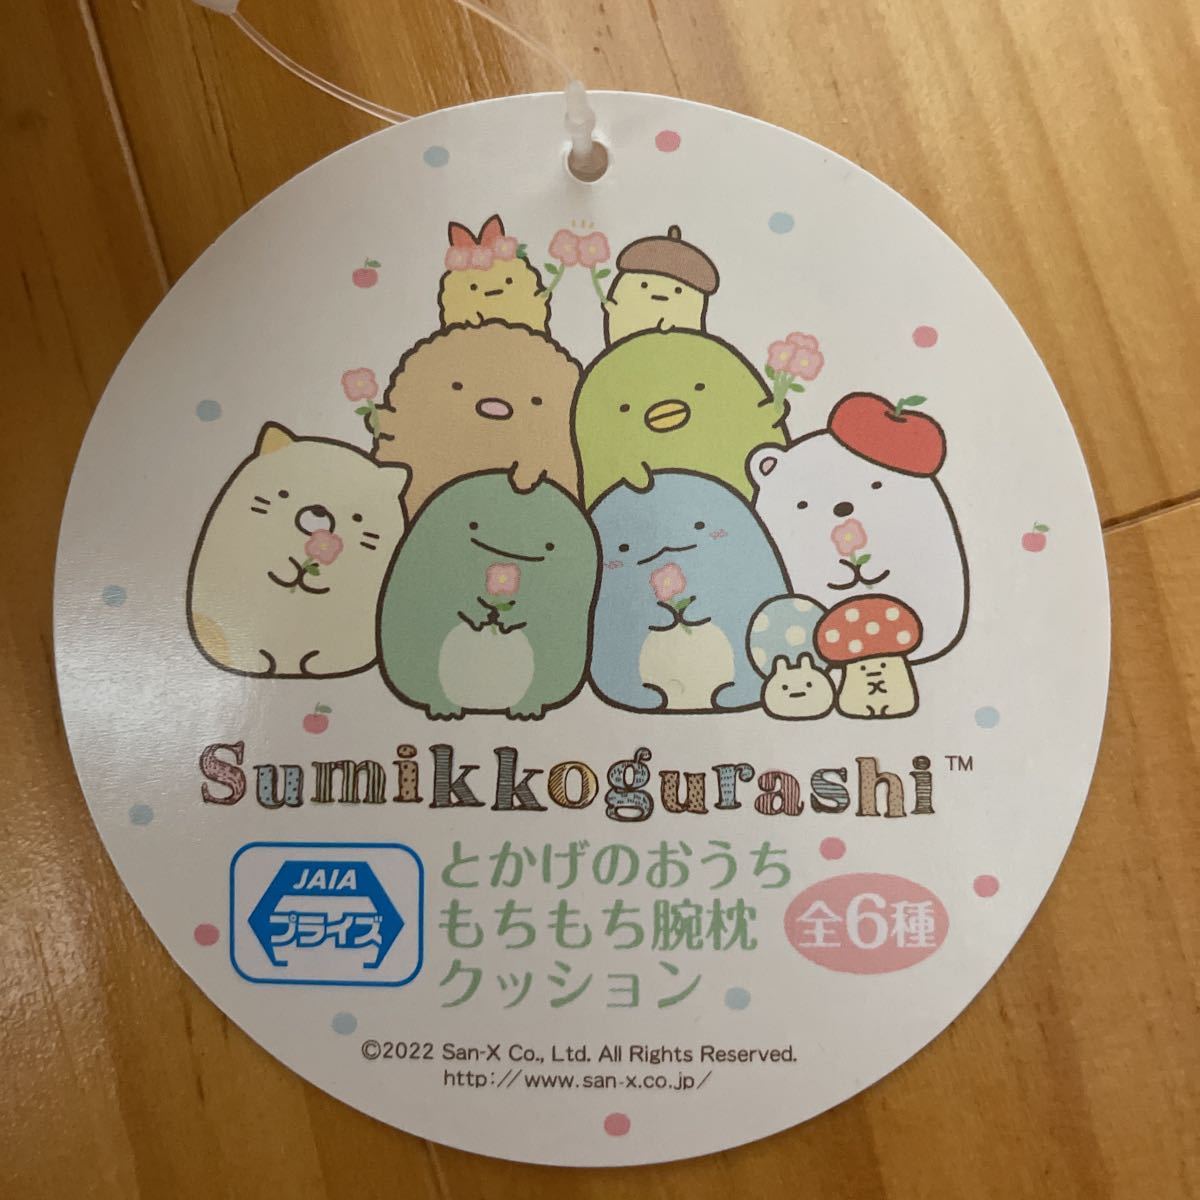 Sumikkogurashi™
JAIA
プライズ
とかげのおうち
もちもち腕枕
クッション
全6種
©2022 San-X Co., Ltd. All Rights Reserved.
http://www.san-x.co.jp/